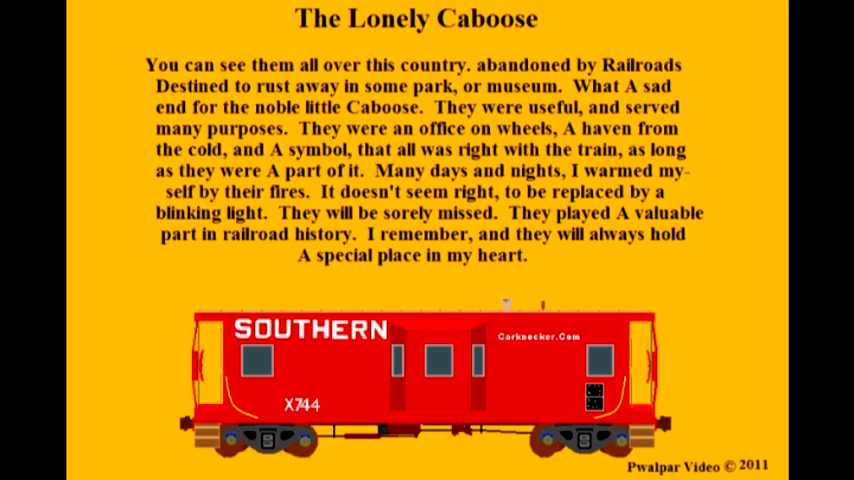 The Lonely Caboose
You can see them all over this country. abandoned by Railroads
Destined to rust away in some park, or museum. What A sad
end for the noble little Caboose. They were useful, and served
many purposes. They were an office on wheels, A haven from
the cold, and A symbol, that all was right with the train, as long
as they were A part of it. Many days and nights, I warmed my-
self by their fires. It doesn't seem right, to be replaced by a
blinking light. They will be sorely missed. They played A valuable
part in railroad history. I remember, and they will always hold
A special place in my heart.
SOUTHERN
Carknocker.Com
X744
Pwalpar Video © 2011